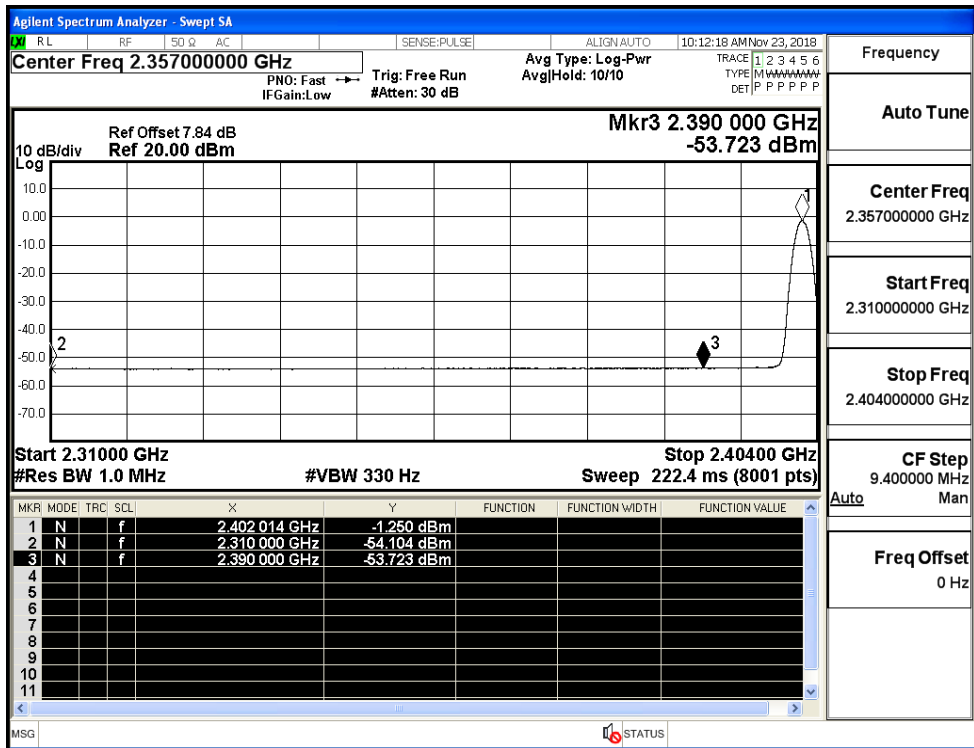 Agilent Spectrum Analyzer - Swept SA
LXI RL RF 50 Ω AC SENSE:PULSE ALIGNAUTO 10:12:18 AMNov 23, 2018
Center Freq 2.357000000 GHz
PNO: Fast
IFGain:Low
Trig: Free Run
#Atten: 30 dB
Avg Type: Log-Pwr
Avg|Hold: 10/10
TRACE 1 2 3 4 5 6
TYPE MWWWWW
DET P P P P P P
Ref Offset 7.84 dB
10 dB/div Ref 20.00 dBm
Log
Mkr3 2.390 000 GHz
-53.723 dBm
10.0
0.00
-10.0
-20.0
-30.0
-40.0
-50.0
-60.0
-70.0
1
2
3
Start 2.31000 GHz Stop 2.40400 GHz
#Res BW 1.0 MHz #VBW 330 Hz Sweep 222.4 ms (8001 pts)
MKR MODE TRC SCL X Y FUNCTION FUNCTION WIDTH FUNCTION VALUE
1 N f 2.402 014 GHz -1.250 dBm
2 N f 2.310 000 GHz -54.104 dBm
3 N f 2.390 000 GHz -53.723 dBm
4
5
6
7
8
9
10
11
MSG STATUS
Frequency
Auto Tune
Center Freq
2.357000000 GHz
Start Freq
2.310000000 GHz
Stop Freq
2.404000000 GHz
CF Step
9.400000 MHz
Auto Man
Freq Offset
0 Hz